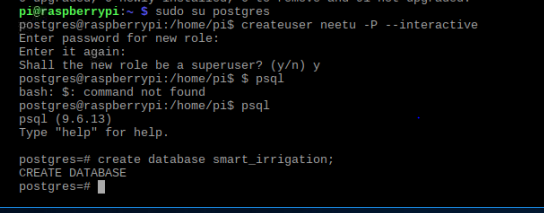 0 upgraded, 0 newly installed, 0 to remove and 51 not upgraded.
pi@raspberrypi:~ $ sudo su postgres
postgres@raspberrypi:/home/pi$ createuser neetu -P --interactive
Enter password for new role:
Enter it again:
Shall the new role be a superuser? (y/n) y
postgres@raspberrypi:/home/pi$ $ psql
bash: $: command not found
postgres@raspberrypi:/home/pi$ psql
psql (9.6.13)
Type "help" for help.
postgres=# create database smart_irrigation;
CREATE DATABASE
postgres=#